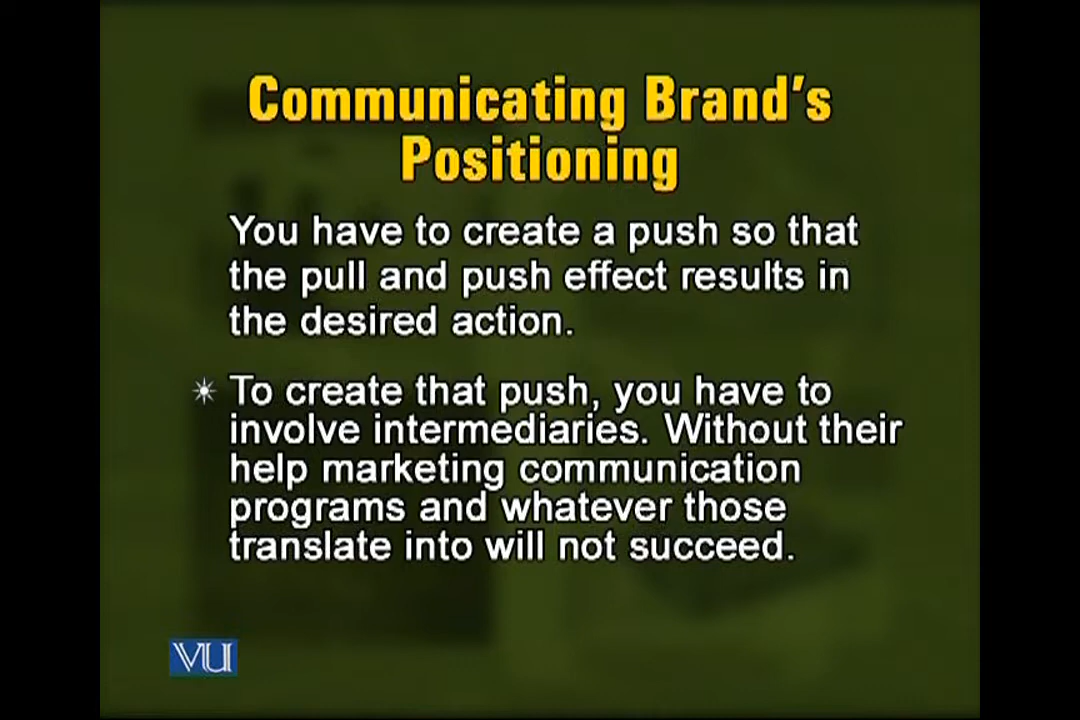 Communicating Brand's
Positioning
You have to create a push so that
the pull and push effect results in
the desired action.
To create that push, you have to
involve intermediaries. Without their
help marketing communication
programs and whatever those
translate into will not succeed.
VU